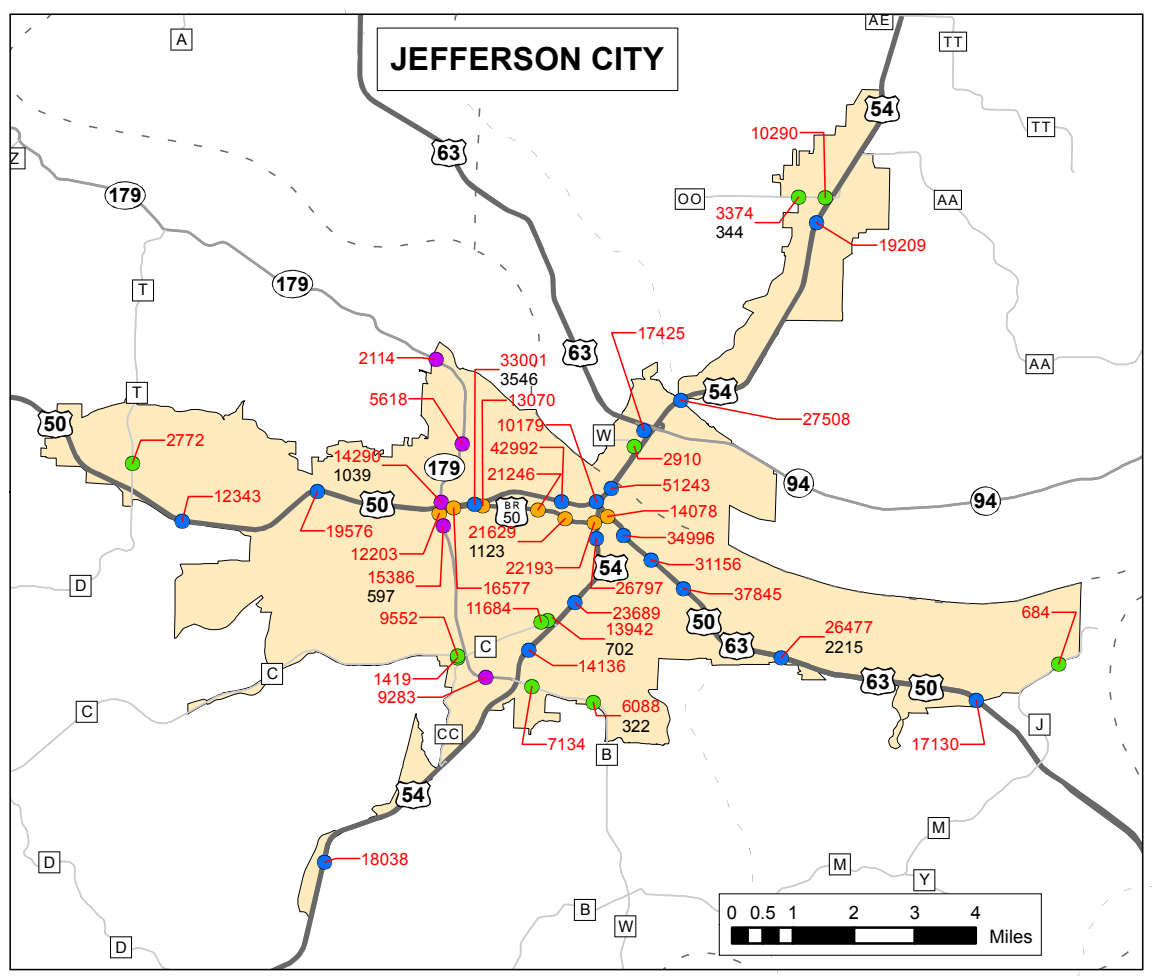 AE
A
TT
JEFFERSON CITY
54
TT
10290
63
Z
179
OO
AA
3374
344
19209
179
T
17425
63
2114
33001
3546
AA
T
54
5618
13070
50
10179
27508
W
2772
42992
2910
14290
1039
179
21246
94
51243
94
12343
50
BR
50
14078
19576
21629
1123
34996
12203
22193
54
31156
15386
597
16577
26797
37845
D
11684
23689
684
9552
13942
702
50
26477
2215
C
63
14136
C
1419
9283
63
50
C
6088
322
J
CC
7134
17130
B
54
M
D
18038
M
Y
B
W
0 0.5 1 2 3 4
Miles
D